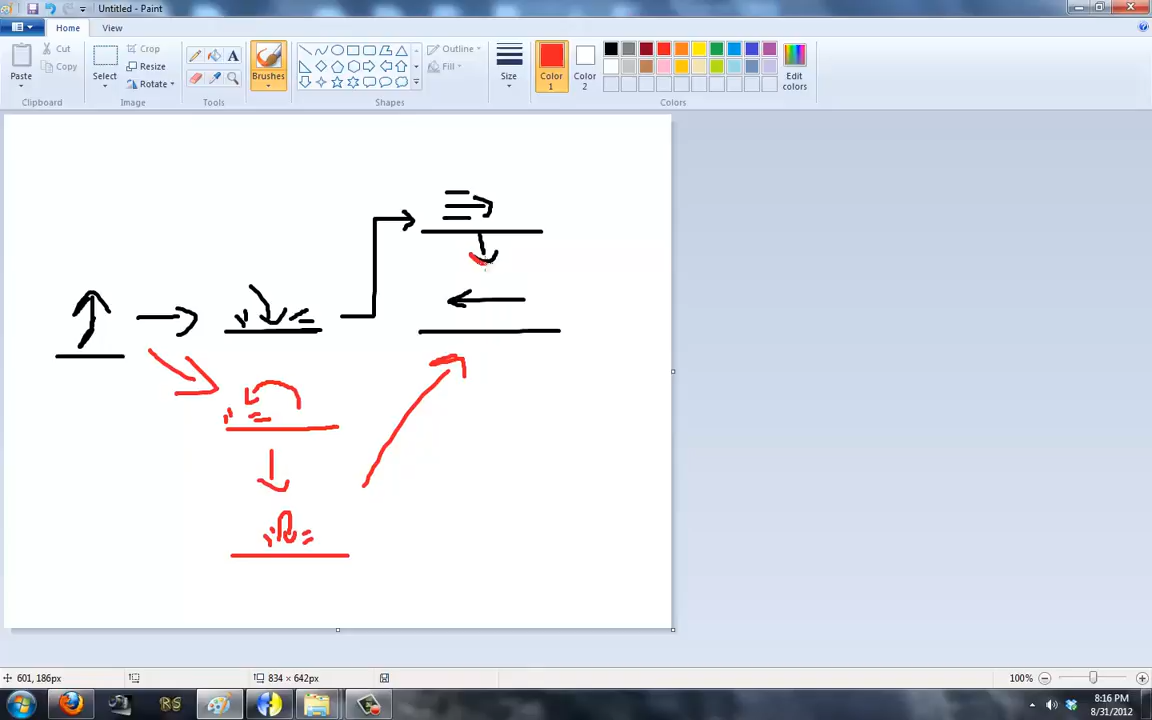 Untitled - Paint
Home View
Paste
Cut
Copy
Clipboard
Select
Crop
Resize
Rotate
Image
Tools
Brushes
Outline
Fill
Shapes
Size
Color 1
Color 2
Edit colors
Colors
601, 186px
834 × 642px
100%
RS
8:16 PM
8/31/2012